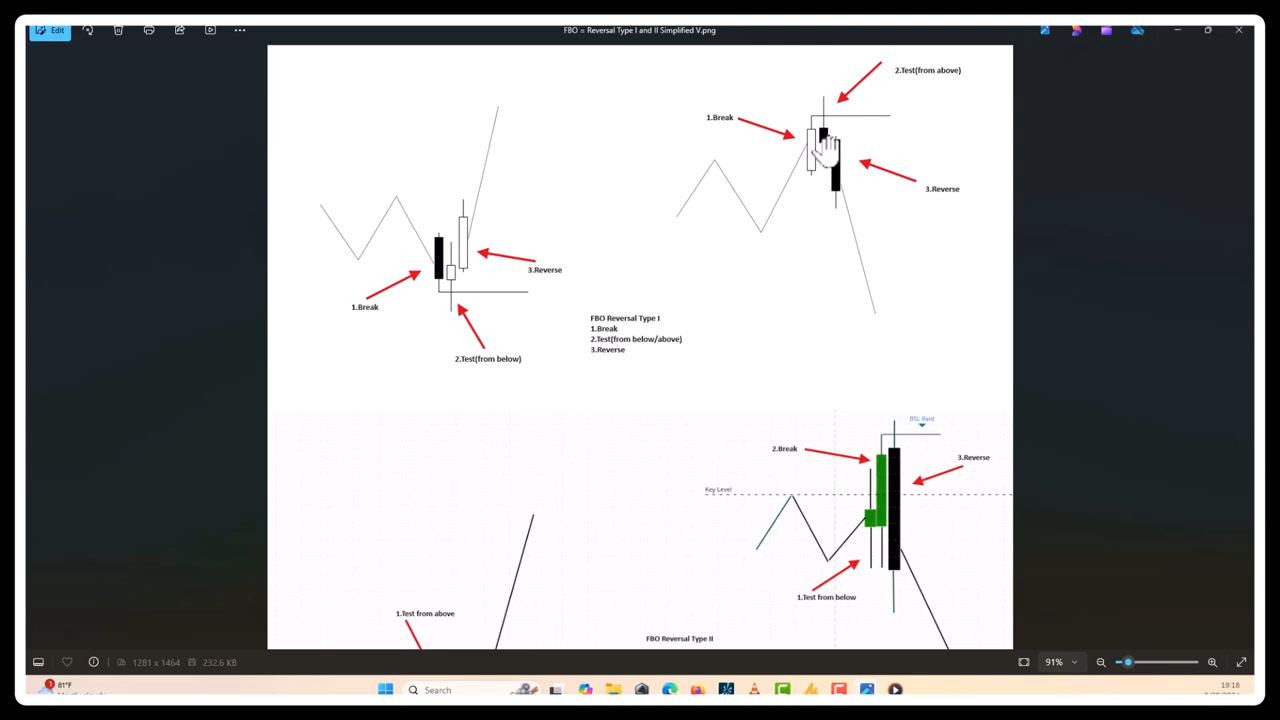 Edit
FBO = Reversal Type I and II Simplified V.png
2.Test(from above)
1.Break
3.Reverse
3.Reverse
1.Break
2.Test(from below)
FBO Reversal Type I
1.Break
2.Test(from below/above)
3.Reverse
BSL Raid
2.Break
3.Reverse
Key Level
1.Test from below
1.Test from above
FBO Reversal Type II
1281 x 1464
232.6 KB
91%
1
81°F
Search
19:18